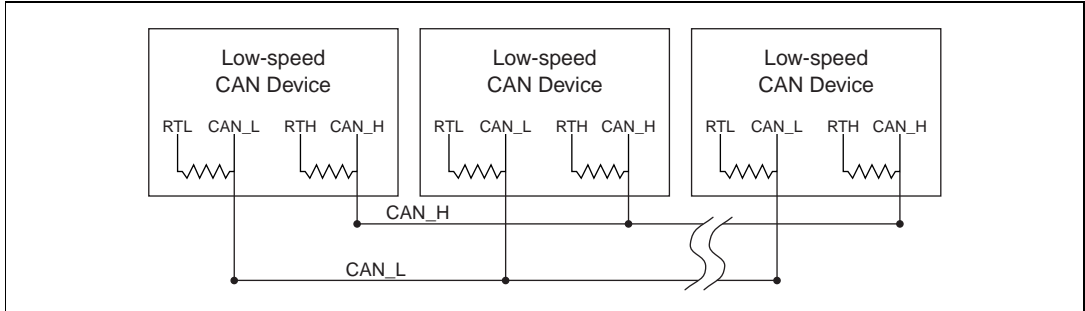 Low-speed
CAN Device
Low-speed
CAN Device
Low-speed
CAN Device
RTL CAN_L RTH CAN_H
RTL CAN_L RTH CAN_H
RTL CAN_L RTH CAN_H
CAN_H
CAN_L